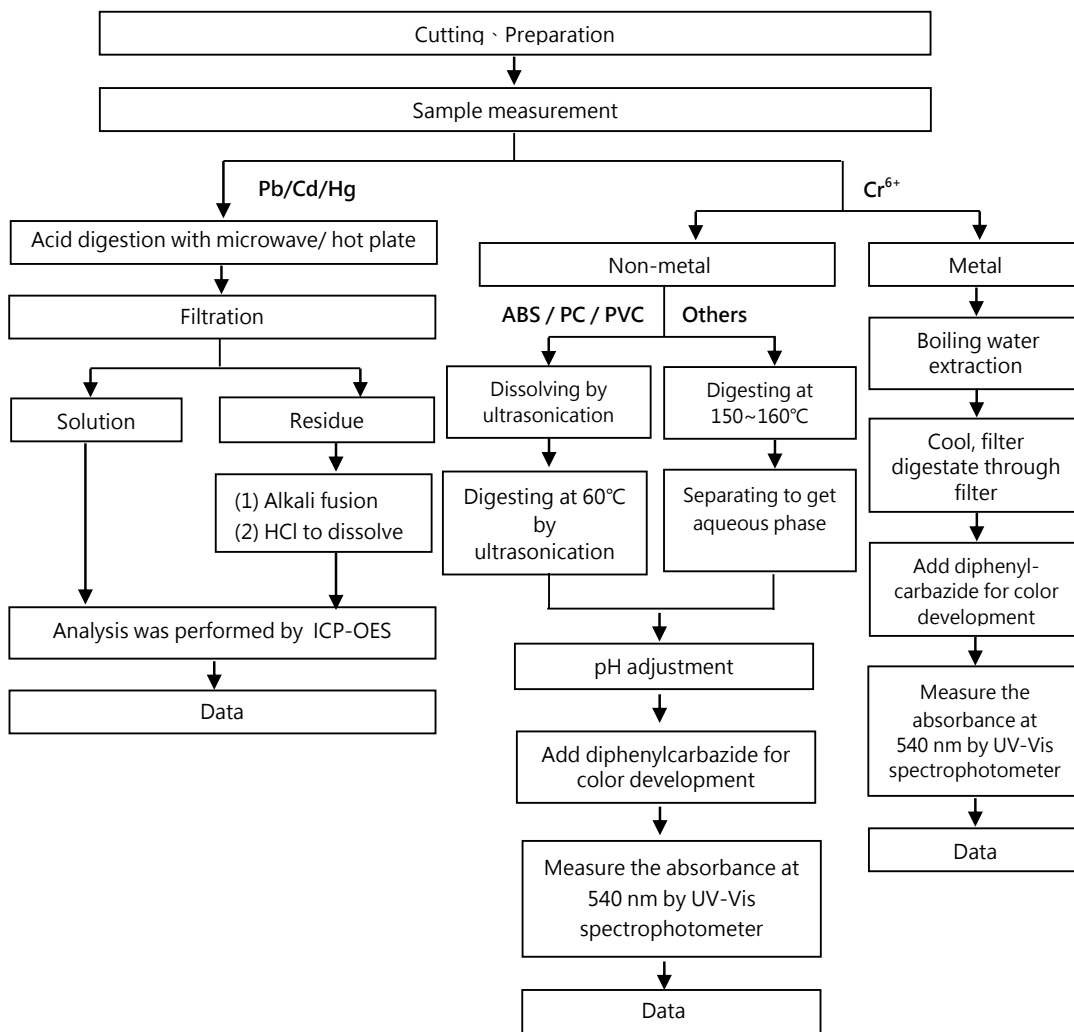 Cutting、Preparation
Sample measurement
Pb/Cd/Hg
Cr6+
Acid digestion with microwave/ hot plate
Filtration
Solution
Residue
(1) Alkali fusion
(2) HCl to dissolve
Analysis was performed by ICP-OES
Data
Non-metal
ABS / PC / PVC
Others
Dissolving by
ultrasonication
Digesting at
150~160℃
Digesting at 60℃
by
ultrasonication
Separating to get
aqueous phase
pH adjustment
Add diphenylcarbazide for
color development
Measure the absorbance at
540 nm by UV-Vis
spectrophotometer
Data
Metal
Boiling water
extraction
Cool, filter
digestate through
filter
Add diphenyl-
carbazide for color
development
Measure the
absorbance at
540 nm by UV-Vis
spectrophotometer
Data